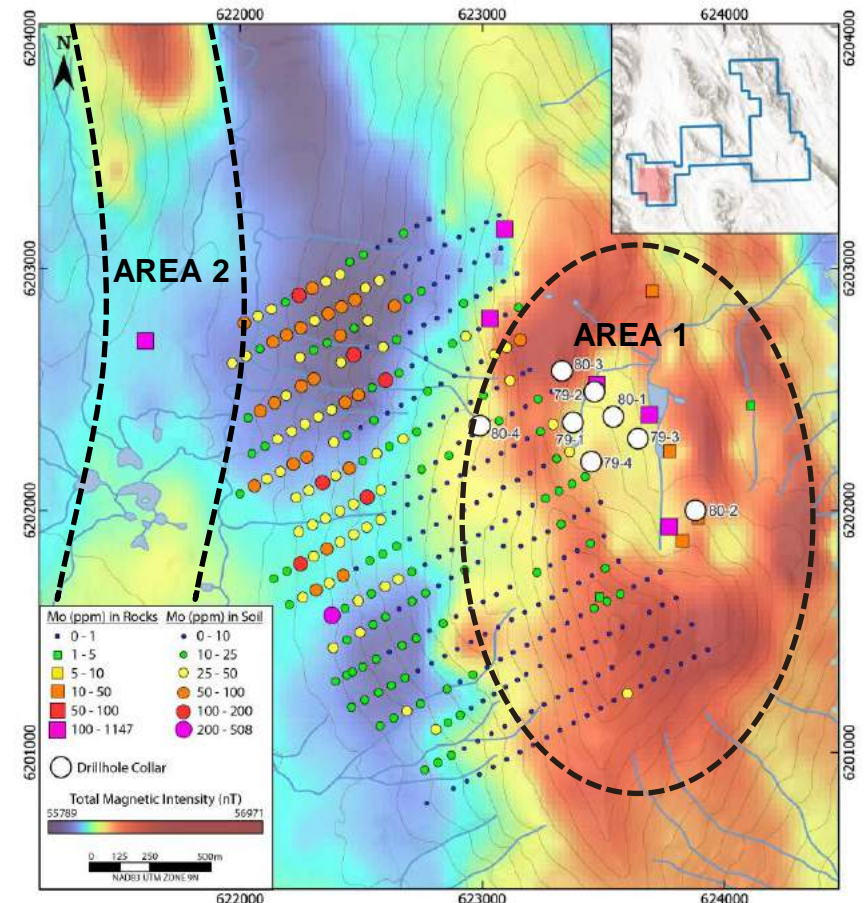 622000 623000 624000
6204000 6204000
N
6203000 6203000
AREA 2
AREA 1
80-3
79-2 80-1
80-4 79-1 79-3
79-4
80-2
6202000 6202000
6201000 6201000
Mo (ppm) in Rocks Mo (ppm) in Soil
0 - 1 0 - 10
1 - 5 10 - 25
5 - 10 25 - 50
10 - 50 50 - 100
50 - 100 100 - 200
100 - 1147 200 - 508
Drillhole Collar
Total Magnetic Intensity (nT)
55789 56971
0 125 250 500m
NAD83 UTM ZONE 9N
622000 623000 624000